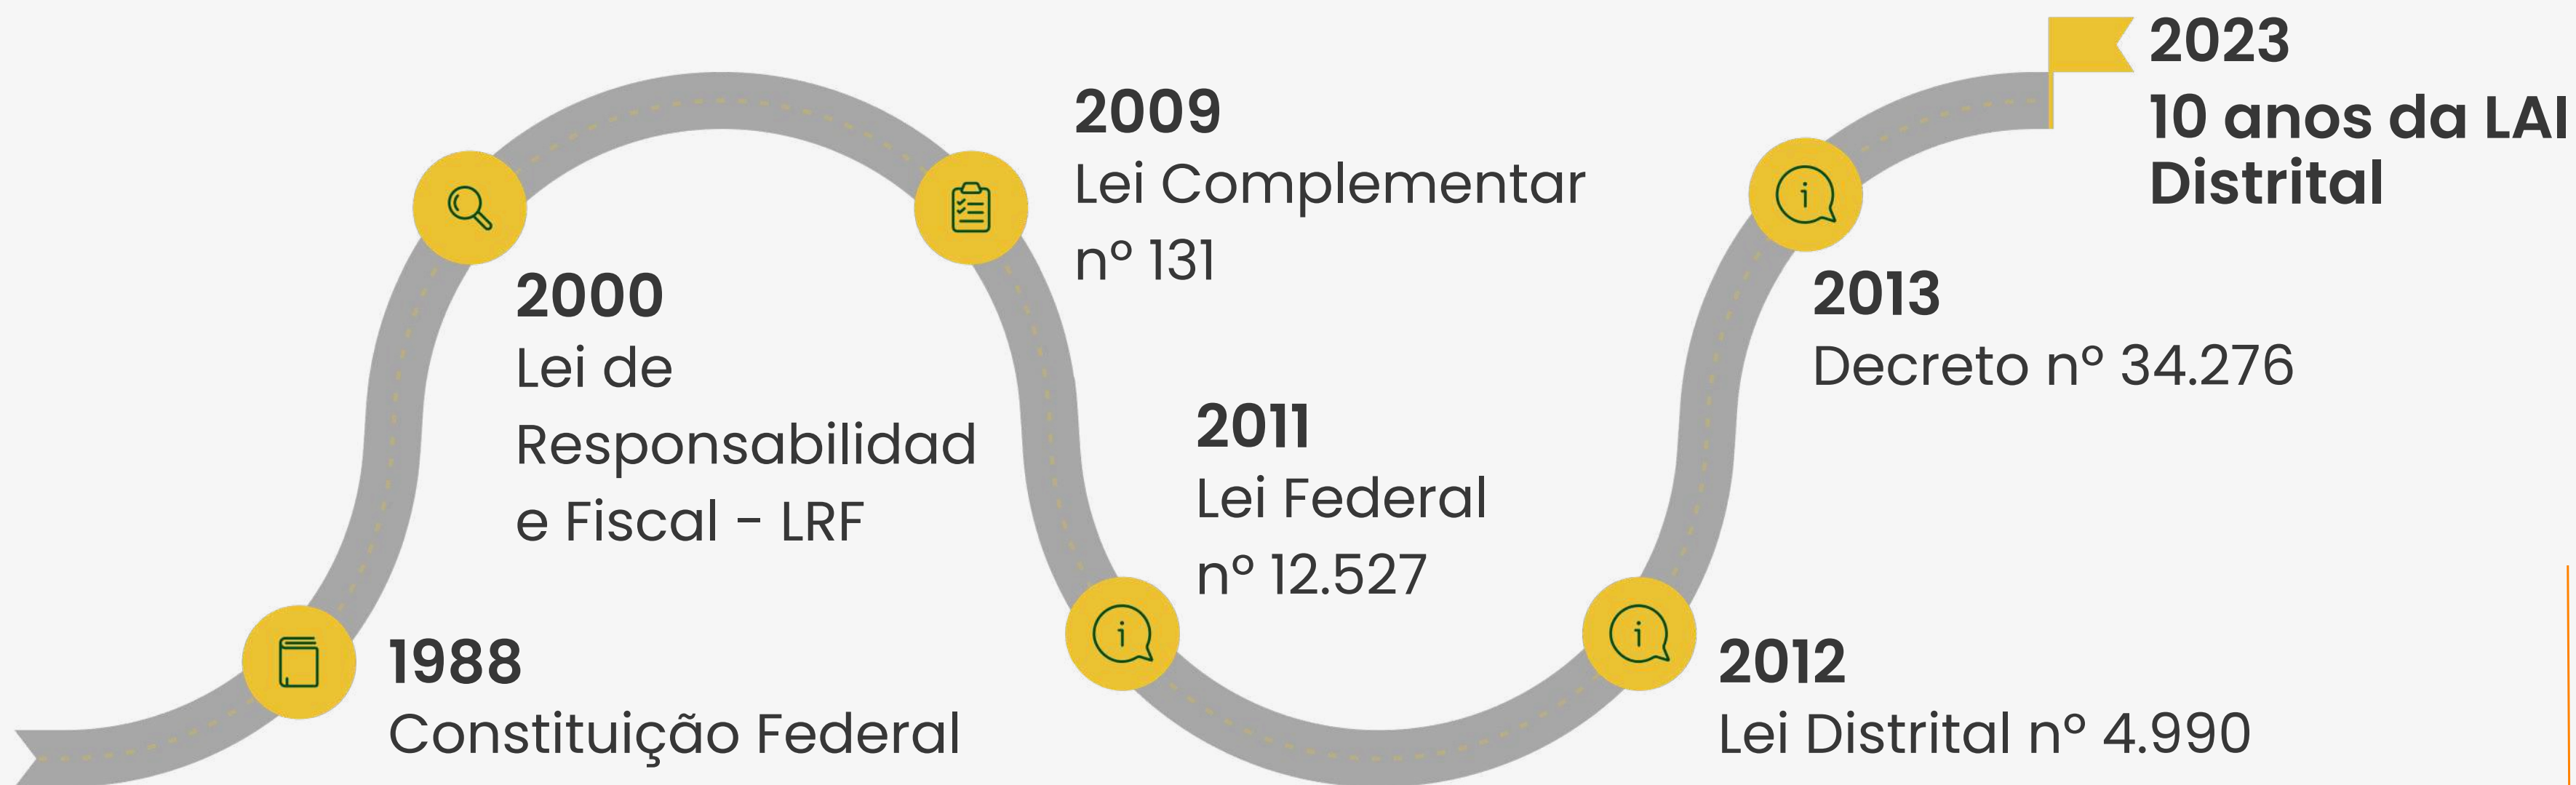 1988
Constituição Federal
2000
Lei de
Responsabilidad
e Fiscal - LRF
2009
Lei Complementar
nº 131
2011
Lei Federal
nº 12.527
2012
Lei Distrital nº 4.990
2013
Decreto nº 34.276
2023
10 anos da LAI
Distrital